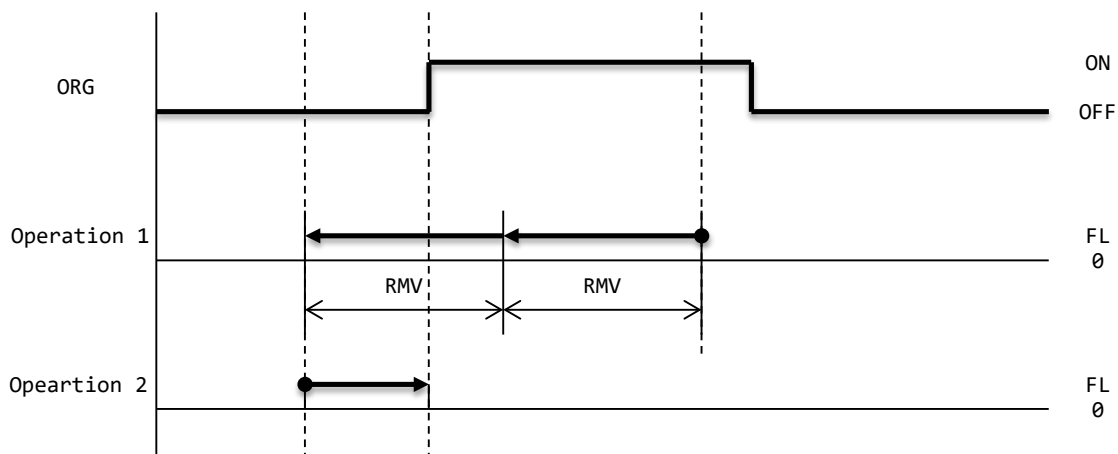 ON
ORG
OFF
Operation 1
FL
0
RMV
RMV
Opeartion 2
FL
0